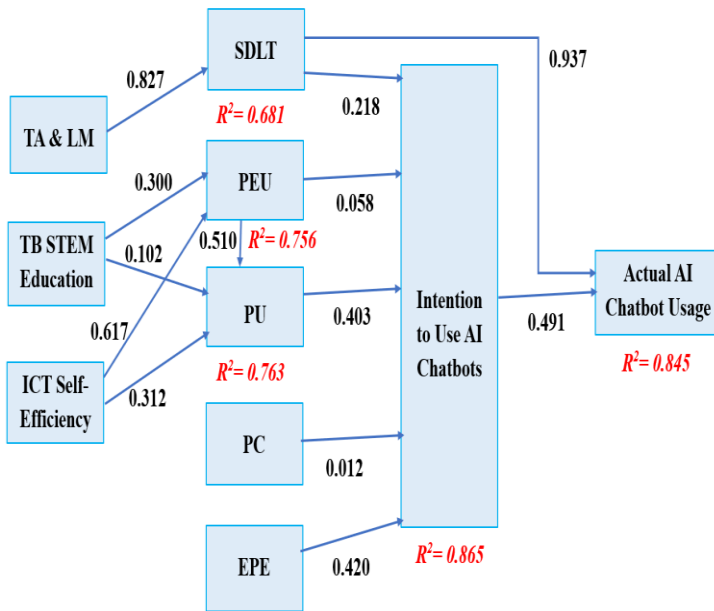 SDLT
0.937
0.827
0.218
R²= 0.681
TA & LM
PEU
0.300
0.058
0.510
R²= 0.756
TB STEM
Education
0.102
PU
0.403
Intention
to Use AI
Chatbots
0.491
Actual AI
Chatbot Usage
R²= 0.845
0.617
R²= 0.763
ICT Self-
Efficiency
0.312
PC
0.012
EPE
0.420
R²= 0.865